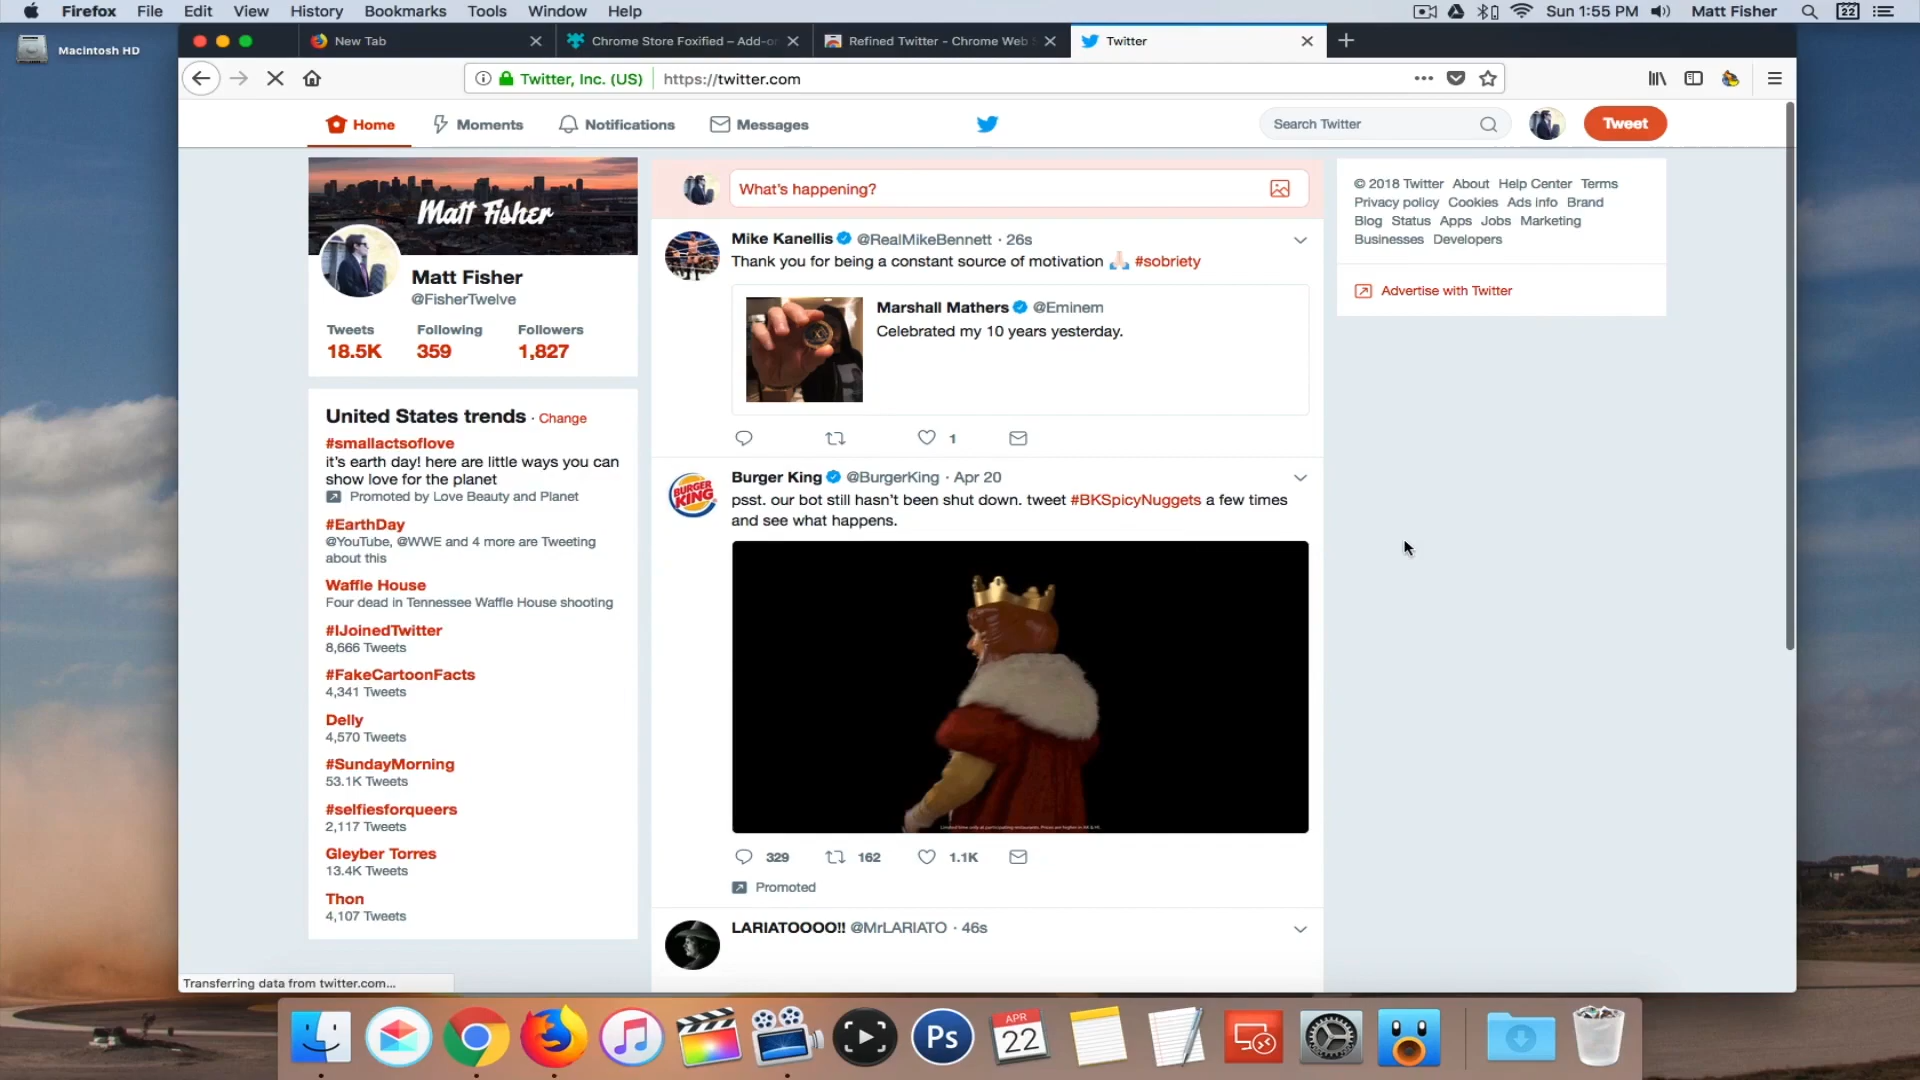 Firefox File Edit View History Bookmarks Tools Window Help Sun 1:55 PM Matt Fisher 22
Macintosh HD
New Tab Chrome Store Foxified – Add-o Refined Twitter - Chrome Web Twitter
Twitter, Inc. (US) https://twitter.com
Home Moments Notifications Messages Search Twitter Tweet
Matt Fisher
Matt Fisher
@FisherTwelve
Tweets Following Followers
18.5K 359 1,827
United States trends · Change
#smallactsoflove
it's earth day! here are little ways you can
show love for the planet
Promoted by Love Beauty and Planet
#EarthDay
@YouTube, @WWE and 4 more are Tweeting
about this
Waffle House
Four dead in Tennessee Waffle House shooting
#IJoinedTwitter
8,666 Tweets
#FakeCartoonFacts
4,341 Tweets
Delly
4,570 Tweets
#SundayMorning
53.1K Tweets
#selfiesforqueers
2,117 Tweets
Gleyber Torres
13.4K Tweets
Thon
4,107 Tweets
What's happening?
Mike Kanellis @RealMikeBennett · 26s
Thank you for being a constant source of motivation #sobriety
Marshall Mathers @Eminem
Celebrated my 10 years yesterday.
1
Burger King @BurgerKing · Apr 20
psst. our bot still hasn't been shut down. tweet #BKSpicyNuggets a few times
and see what happens.
BURGER
KING
329 162 1.1K
Promoted
LARIATOOOO!! @MrLARIATO · 46s
© 2018 Twitter About Help Center Terms
Privacy policy Cookies Ads info Brand
Blog Status Apps Jobs Marketing
Businesses Developers
Advertise with Twitter
Transferring data from twitter.com...
Ps
APR
22